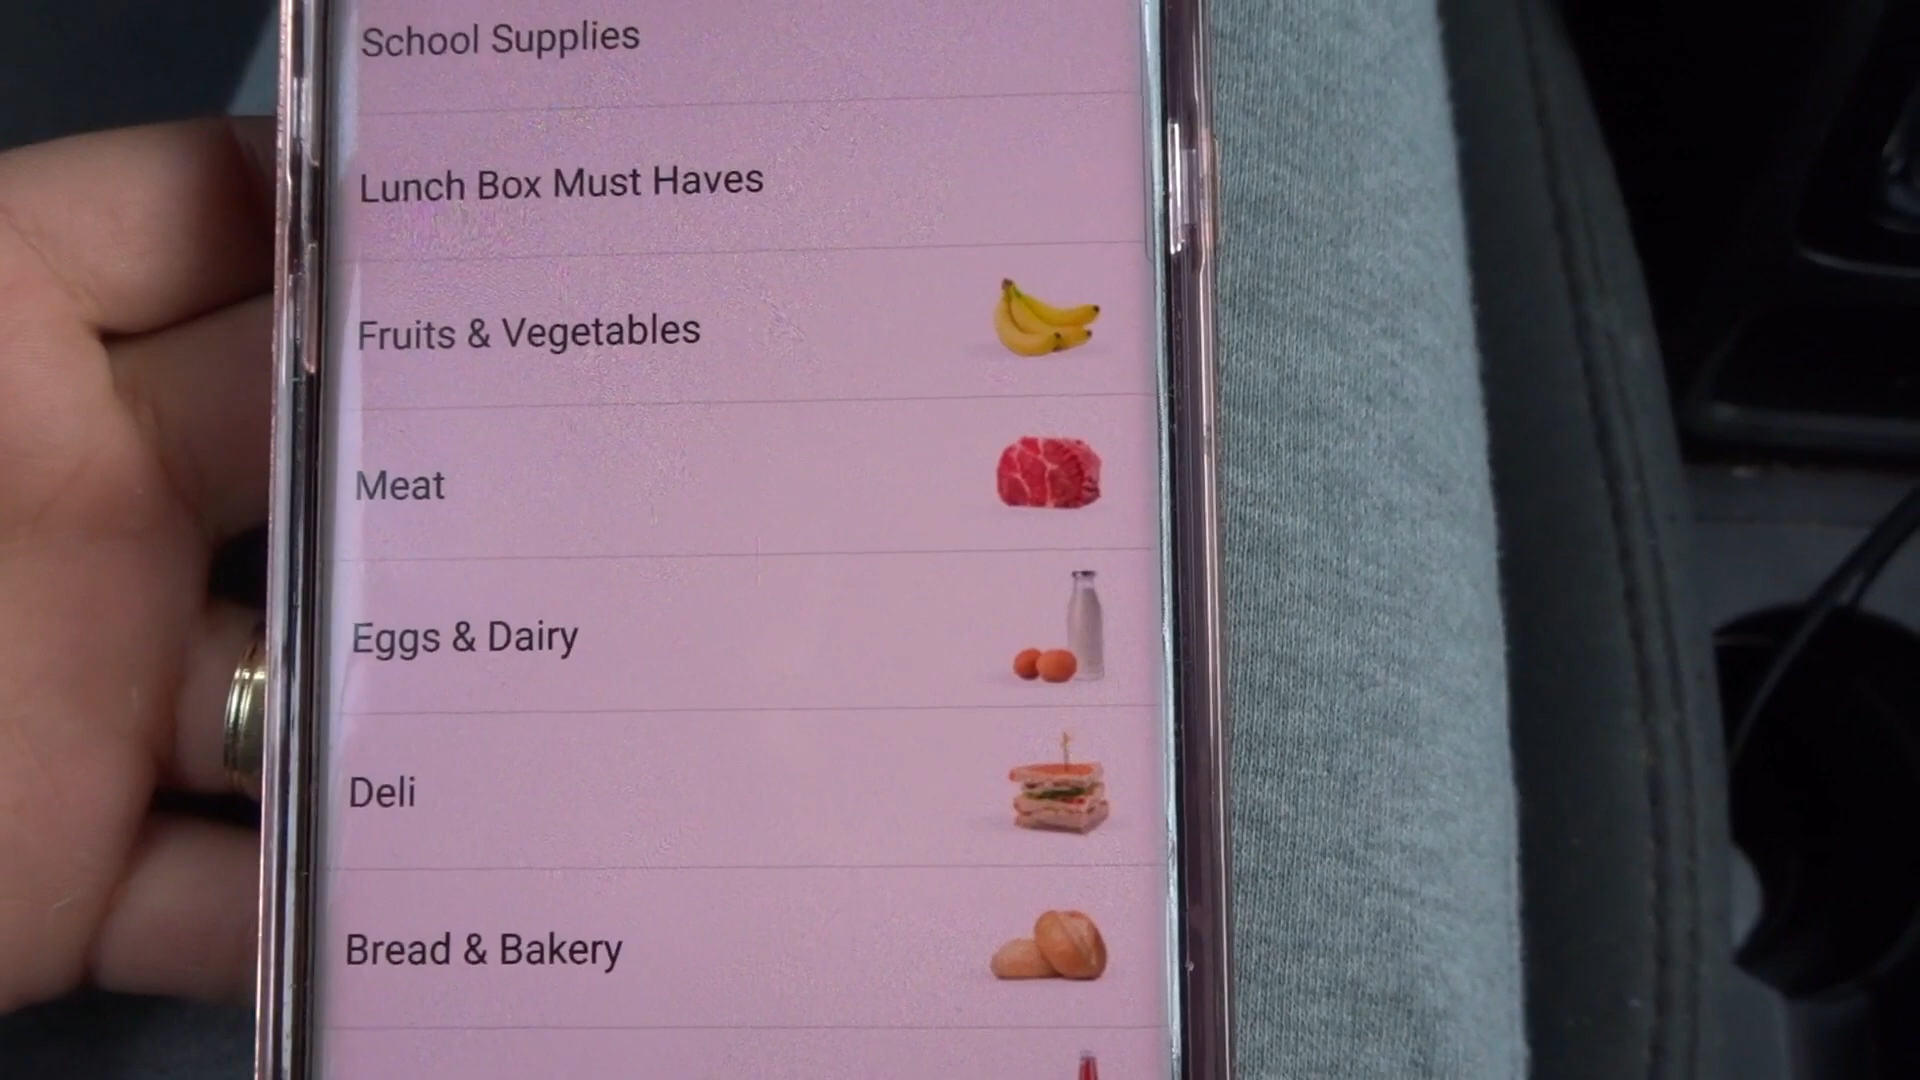 School Supplies
Lunch Box Must Haves
Fruits & Vegetables
Meat
Eggs & Dairy
Deli
Bread & Bakery